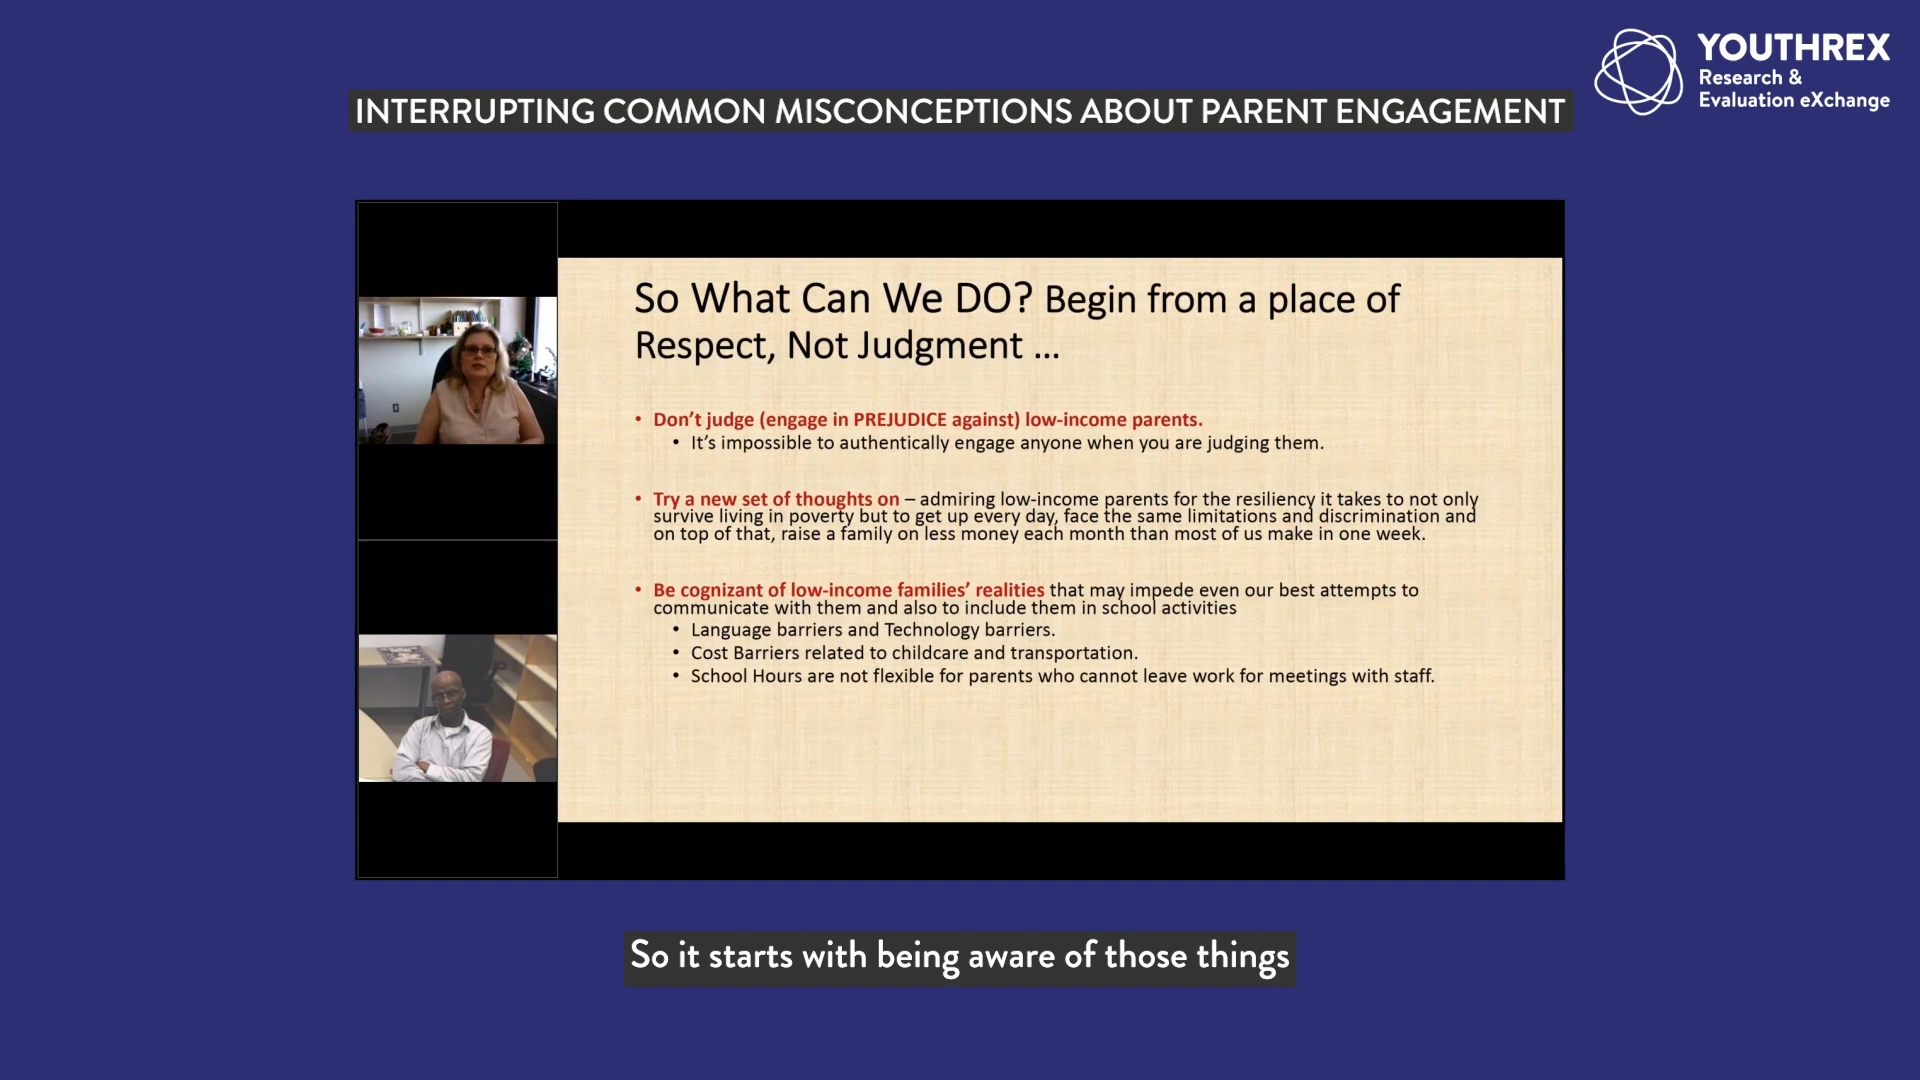 YOUTHREX
Research &
Evaluation eXchange
INTERRUPTING COMMON MISCONCEPTIONS ABOUT PARENT ENGAGEMENT
So What Can We DO? Begin from a place of
Respect, Not Judgment ...
• Don’t judge (engage in PREJUDICE against) low-income parents.
• It’s impossible to authentically engage anyone when you are judging them.
• Try a new set of thoughts on – admiring low-income parents for the resiliency it takes to not only
survive living in poverty but to get up every day, face the same limitations and discrimination and
on top of that, raise a family on less money each month than most of us make in one week.
• Be cognizant of low-income families’ realities that may impede even our best attempts to
communicate with them and also to include them in school activities
• Language barriers and Technology barriers.
• Cost Barriers related to childcare and transportation.
• School Hours are not flexible for parents who cannot leave work for meetings with staff.
So it starts with being aware of those things